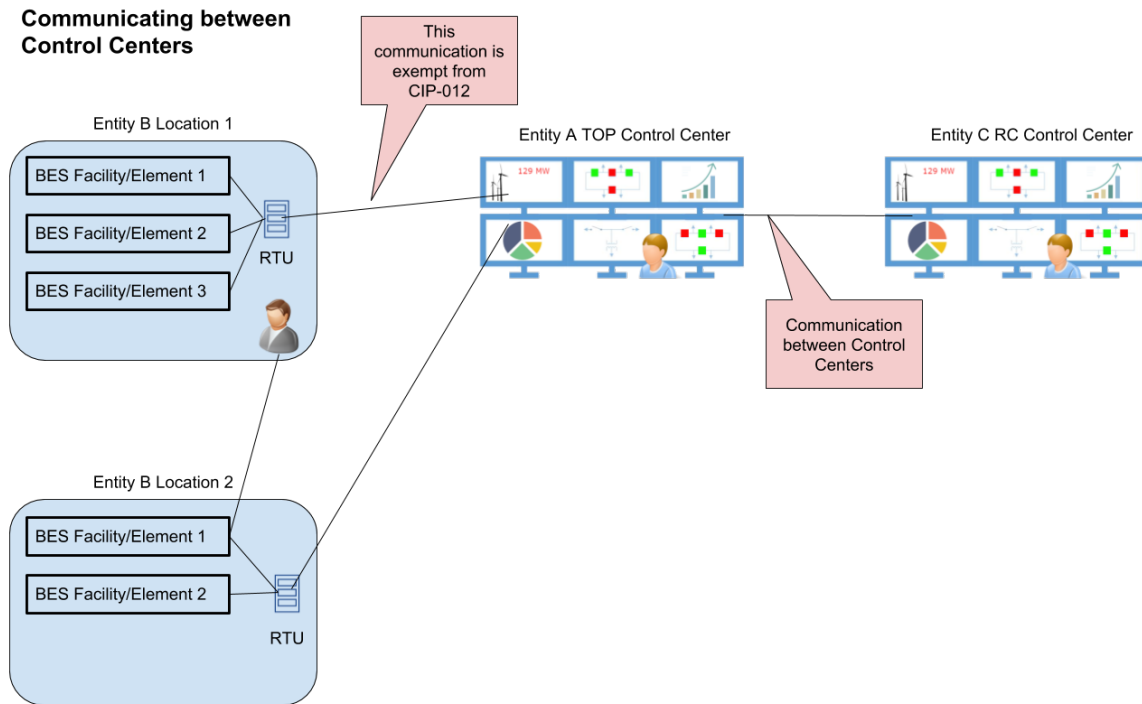 Communicating between
Control Centers
This
communication is
exempt from
CIP-012
Entity B Location 1
BES Facility/Element 1
BES Facility/Element 2
BES Facility/Element 3
RTU
Entity A TOP Control Center
129 MW
Entity C RC Control Center
129 MW
Communication
between Control
Centers
Entity B Location 2
BES Facility/Element 1
BES Facility/Element 2
RTU